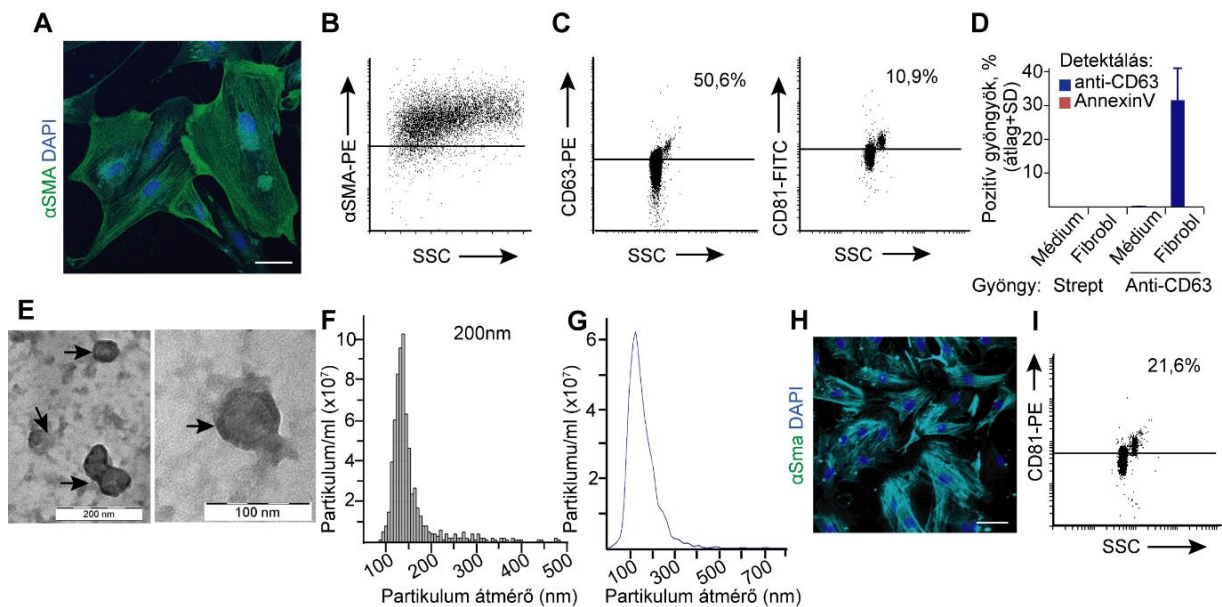 A
αSMA DAPI
B
αSMA-PE
SSC
C
50,6%
CD63-PE
SSC
10,9%
CD81-FITC
SSC
D
Pozitív gyöngyök, %
(átlag+SD)
Detektálás:
anti-CD63
AnnexinV
40
30
20
10
Médium
Fibrobl
Médium
Fibrobl
Gyöngy: Strept Anti-CD63
E
200 nm
100 nm
F
200nm
Partikulum/ml (x10⁷)
10
8
6
4
2
100 200 300 400 500
Partikulum átmérő (nm)
G
Partiklumu/ml (x10⁷)
6
4
2
100 300 500 700
Partikulum átmérő (nm)
H
αSma DAPI
I
21,6%
CD81-PE
SSC